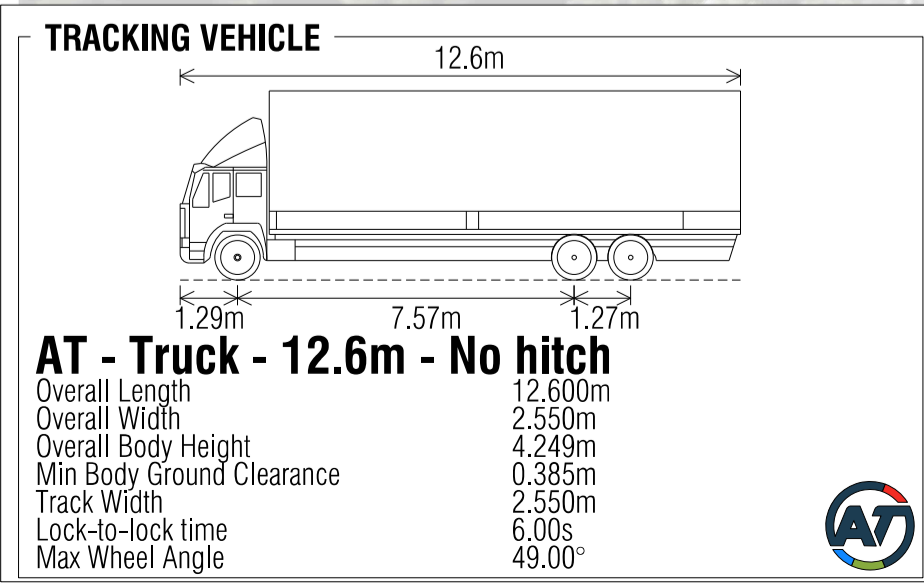 TRACKING VEHICLE
12.6m
1.29m 7.57m 1.27m
AT - Truck - 12.6m - No hitch
Overall Length 12.600m
Overall Width 2.550m
Overall Body Height 4.249m
Min Body Ground Clearance 0.385m
Track Width 2.550m
Lock-to-lock time 6.00s
Max Wheel Angle 49.00°
AT